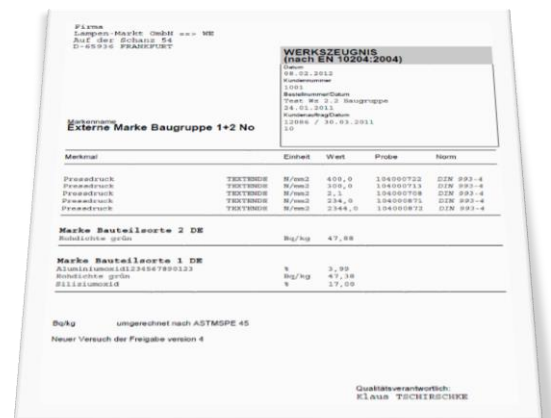 Firma
Lampen-Markt GmbH ==> WE
Auf der Schanz 54
D-65936 FRANKFURT
WERKSZEUGNIS
(nach EN 10204:2004)
Datum
08.02.2012
Kundennummer
1001
Bestellnummer/Datum
Test Wz 2.2 Baugruppe
24.01.2011
Kundenauftrag/Datum
12086 / 30.03.2011
10
Markenname
Externe Marke Baugruppe 1+2 No
Merkmal Einheit Wert Probe Norm
Pressdruck TEXTENDE N/mm2 400,0 104000722 DIN 993-4
Pressdruck TEXTENDE N/mm2 300,0 104000713 DIN 993-4
Pressdruck TEXTENDE N/mm2 2,1 104000708 DIN 993-4
Pressdruck TEXTENDE N/mm2 234,0 104000871 DIN 993-4
Pressdruck TEXTENDE N/mm2 2344,0 104000872 DIN 993-4
Marke Bauteilsorte 2 DE
Rohdichte grün Bq/kg 47,88
Marke Bauteilsorte 1 DE
Aluminiumoxid1234567890123 % 3,99
Rohdichte grün Bq/kg 47,38
Silisiumoxid % 17,00
Bq/kg umgerechnet nach ASTMSPE 45
Neuer Versuch der Freigabe version 4
Qualitätsverantwortlich:
Klaus TSCHIRSCHKE